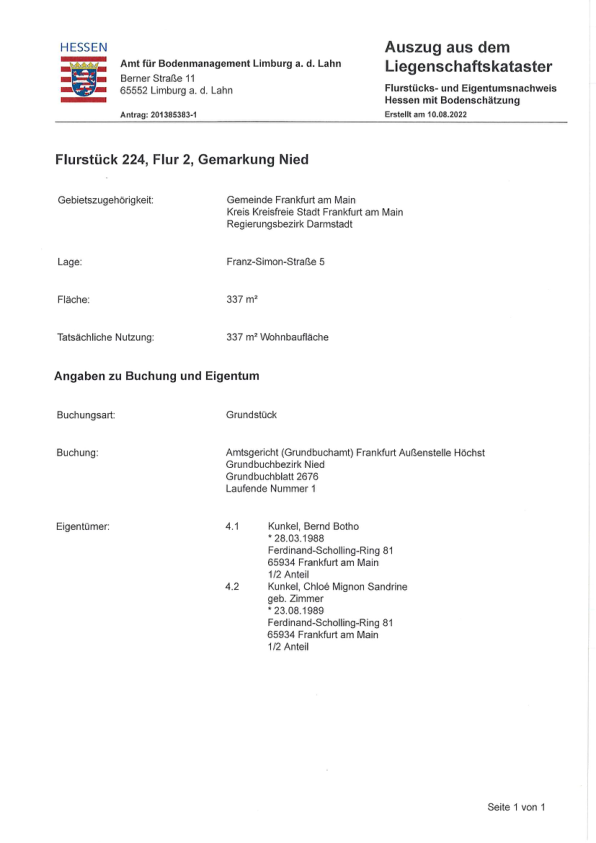 HESSEN
Amt für Bodenmanagement Limburg a. d. Lahn
Berner Straße 11
65552 Limburg a. d. Lahn
Antrag: 201385383-1
Auszug aus dem
Liegenschaftskataster
Flurstücks- und Eigentumsnachweis
Hessen mit Bodenschätzung
Erstellt am 10.08.2022
Flurstück 224, Flur 2, Gemarkung Nied
Gebietszugehörigkeit: Gemeinde Frankfurt am Main
Kreis Kreisfreie Stadt Frankfurt am Main
Regierungsbezirk Darmstadt
Lage: Franz-Simon-Straße 5
Fläche: 337 m²
Tatsächliche Nutzung: 337 m² Wohnbaufläche
Angaben zu Buchung und Eigentum
Buchungsart: Grundstück
Buchung: Amtsgericht (Grundbuchamt) Frankfurt Außenstelle Höchst
Grundbuchbezirk Nied
Grundbuchblatt 2676
Laufende Nummer 1
Eigentümer: 4.1 Kunkel, Bernd Botho
* 28.03.1988
Ferdinand-Scholling-Ring 81
65934 Frankfurt am Main
1/2 Anteil
4.2 Kunkel, Chloé Mignon Sandrine
geb. Zimmer
* 23.08.1989
Ferdinand-Scholling-Ring 81
65934 Frankfurt am Main
1/2 Anteil
Seite 1 von 1